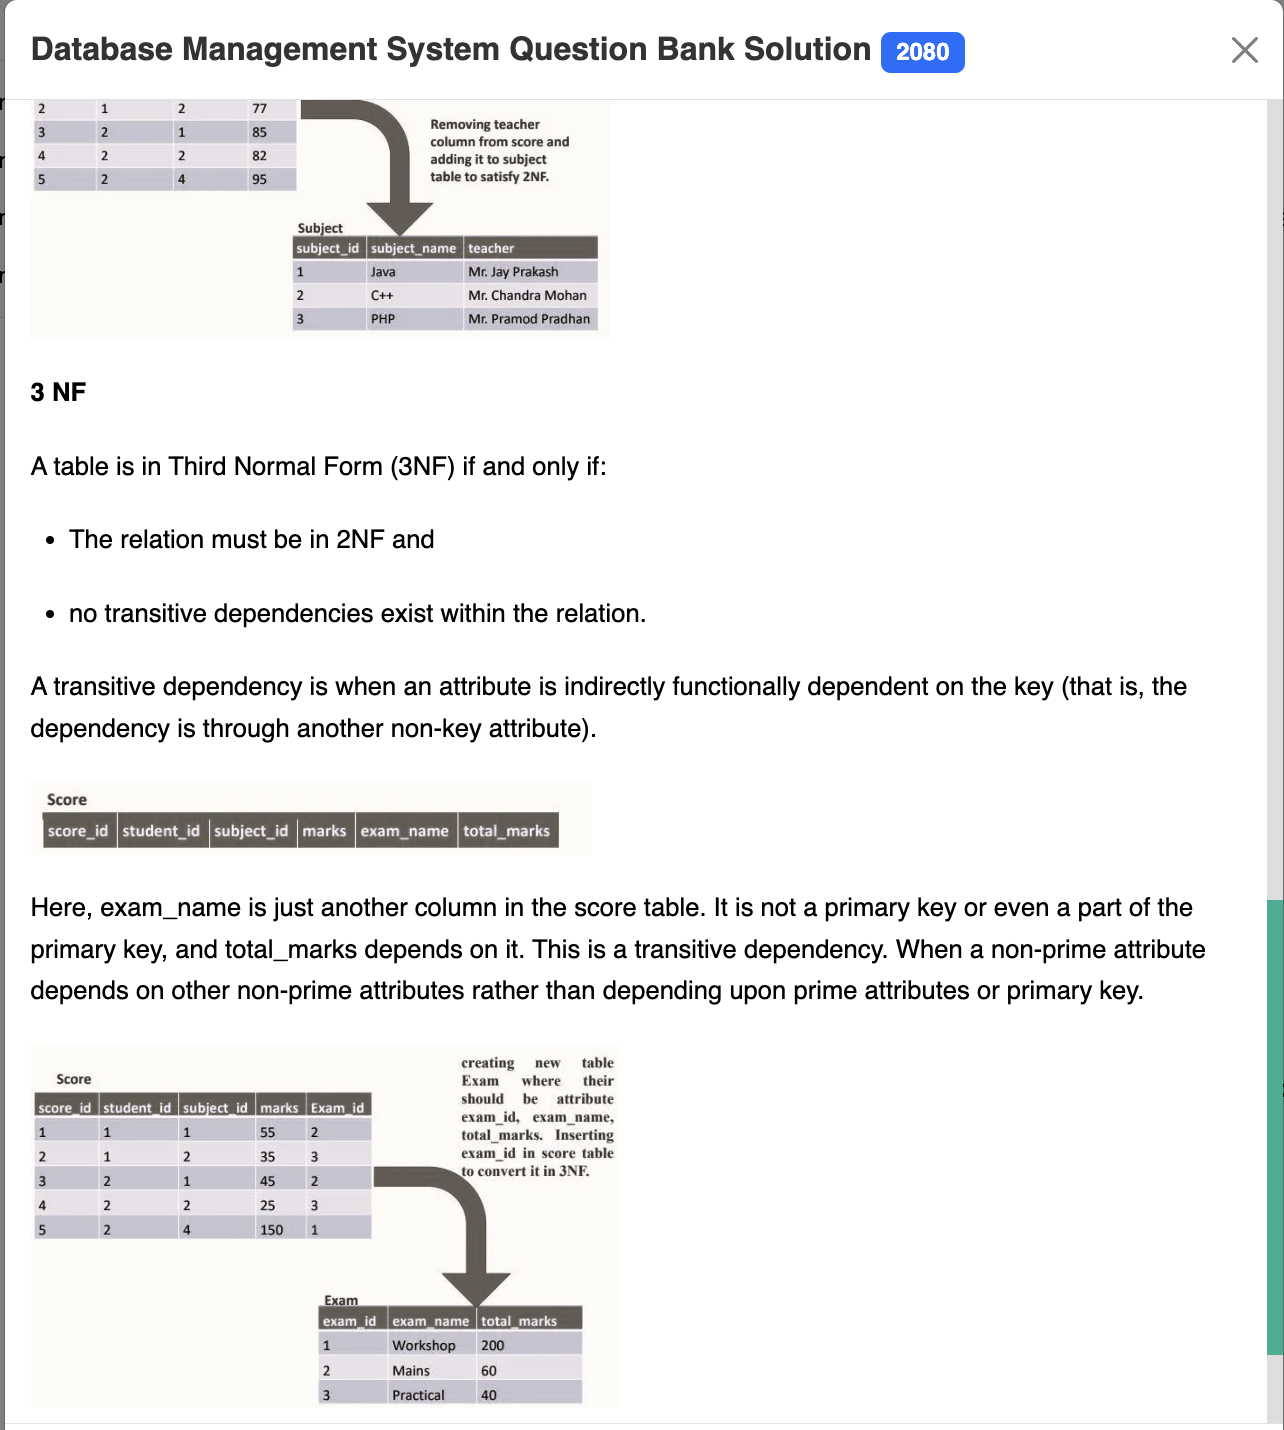 Database Management System Question Bank Solution 2080
2 1 2 77
3 2 1 85
4 2 2 82
5 2 4 95
Removing teacher
column from score and
adding it to subject
table to satisfy 2NF.
Subject
subject_id subject_name teacher
1 Java Mr. Jay Prakash
2 C++ Mr. Chandra Mohan
3 PHP Mr. Pramod Pradhan
3 NF
A table is in Third Normal Form (3NF) if and only if:
• The relation must be in 2NF and
• no transitive dependencies exist within the relation.
A transitive dependency is when an attribute is indirectly functionally dependent on the key (that is, the
dependency is through another non-key attribute).
Score
score_id student_id subject_id marks exam_name total_marks
Here, exam_name is just another column in the score table. It is not a primary key or even a part of the
primary key, and total_marks depends on it. This is a transitive dependency. When a non-prime attribute
depends on other non-prime attributes rather than depending upon prime attributes or primary key.
Score
score_id student_id subject_id marks Exam_id
1 1 1 55 2
2 1 2 35 3
3 2 1 45 2
4 2 2 25 3
5 2 4 150 1
creating new table
Exam where their
should be attribute
exam_id, exam_name,
total_marks. Inserting
exam_id in score table
to convert it in 3NF.
Exam
exam_id exam_name total_marks
1 Workshop 200
2 Mains 60
3 Practical 40